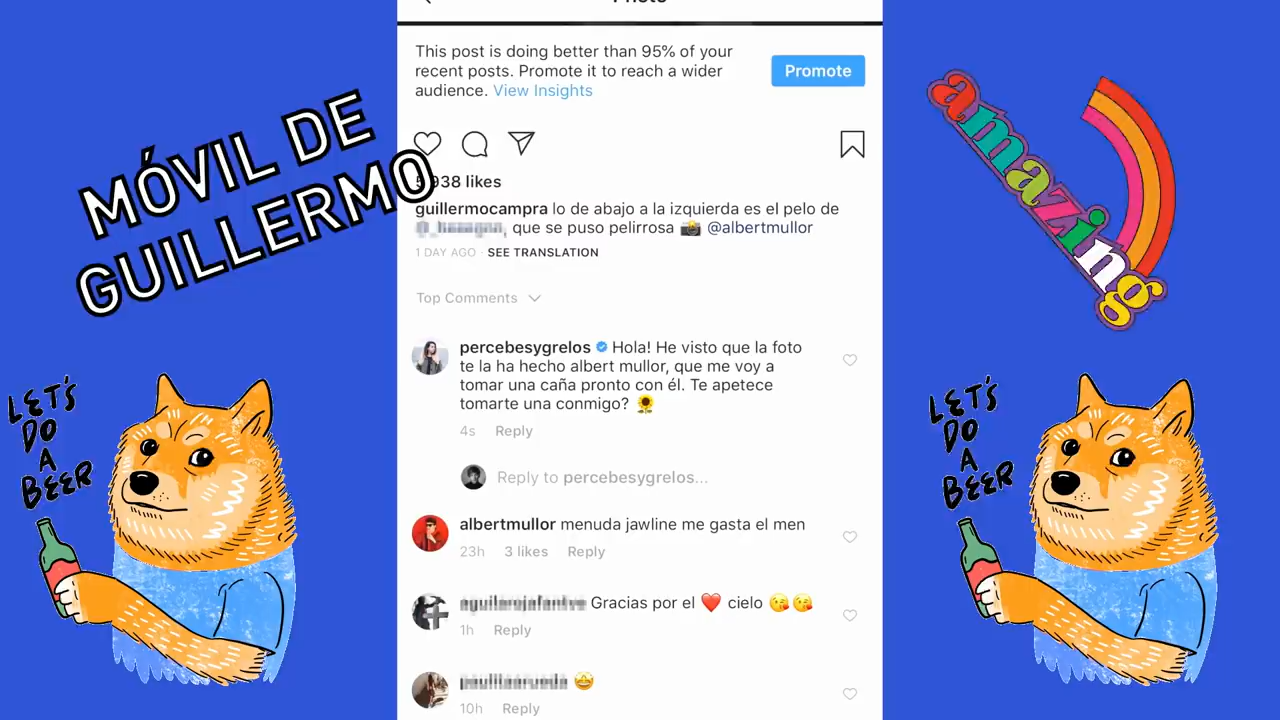 This post is doing better than 95% of your
recent posts. Promote it to reach a wider
audience. View Insights
Promote
MÓVIL DE
GUILLERMO
amazing
938 likes
guillermocampra lo de abajo a la izquierda es el pelo de
, que se puso pelirrosa 📸 @albertmullor
1 DAY AGO · SEE TRANSLATION
Top Comments
percebesygrelos Hola! He visto que la foto
te la ha hecho albert mullor, que me voy a
tomar una caña pronto con él. Te apetece
tomarte una conmigo? 🌻
4s Reply
Reply to percebesygrelos...
LET'S
DO
A
BEER
LET'S
DO
A
BEER
albertmullor menuda jawline me gasta el men
23h 3 likes Reply
Gracias por el ❤️ cielo 😘😘
1h Reply
🤩
10h Reply